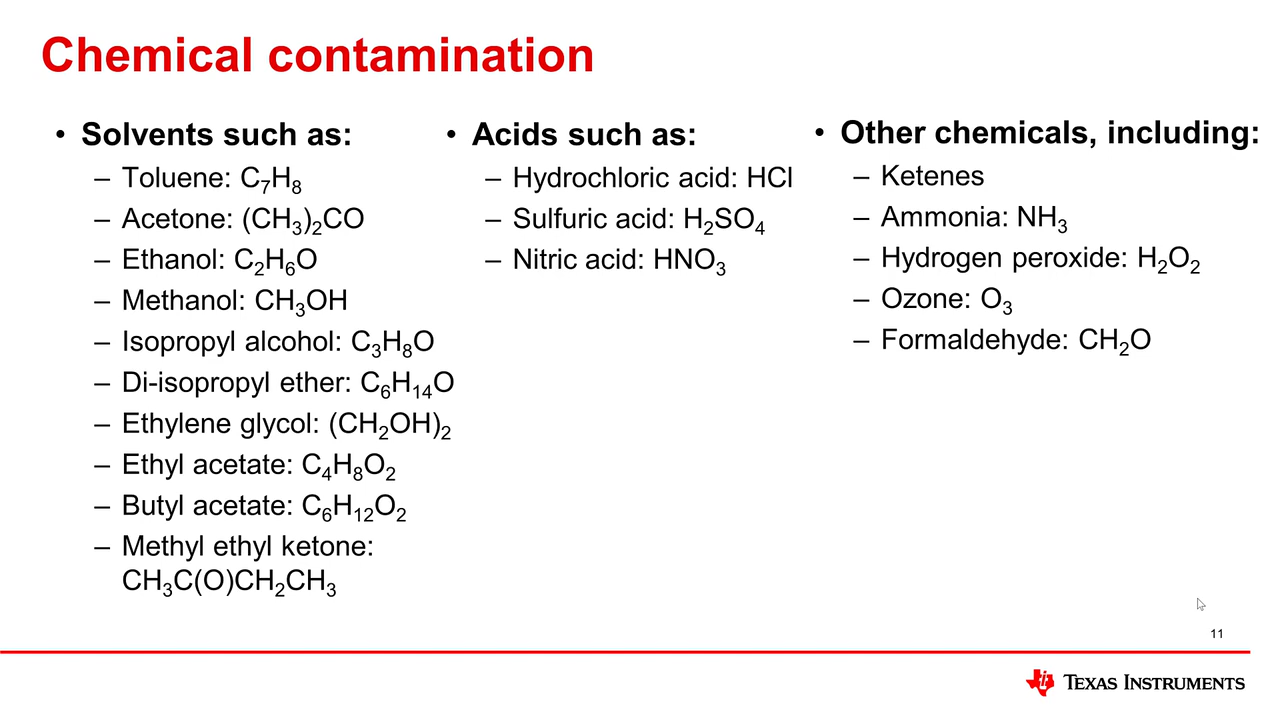 Chemical contamination
• Solvents such as:
– Toluene: C₇H₈
– Acetone: (CH₃)₂CO
– Ethanol: C₂H₆O
– Methanol: CH₃OH
– Isopropyl alcohol: C₃H₈O
– Di-isopropyl ether: C₆H₁₄O
– Ethylene glycol: (CH₂OH)₂
– Ethyl acetate: C₄H₈O₂
– Butyl acetate: C₆H₁₂O₂
– Methyl ethyl ketone:
CH₃C(O)CH₂CH₃
• Acids such as:
– Hydrochloric acid: HCl
– Sulfuric acid: H₂SO₄
– Nitric acid: HNO₃
• Other chemicals, including:
– Ketenes
– Ammonia: NH₃
– Hydrogen peroxide: H₂O₂
– Ozone: O₃
– Formaldehyde: CH₂O
11
TEXAS INSTRUMENTS